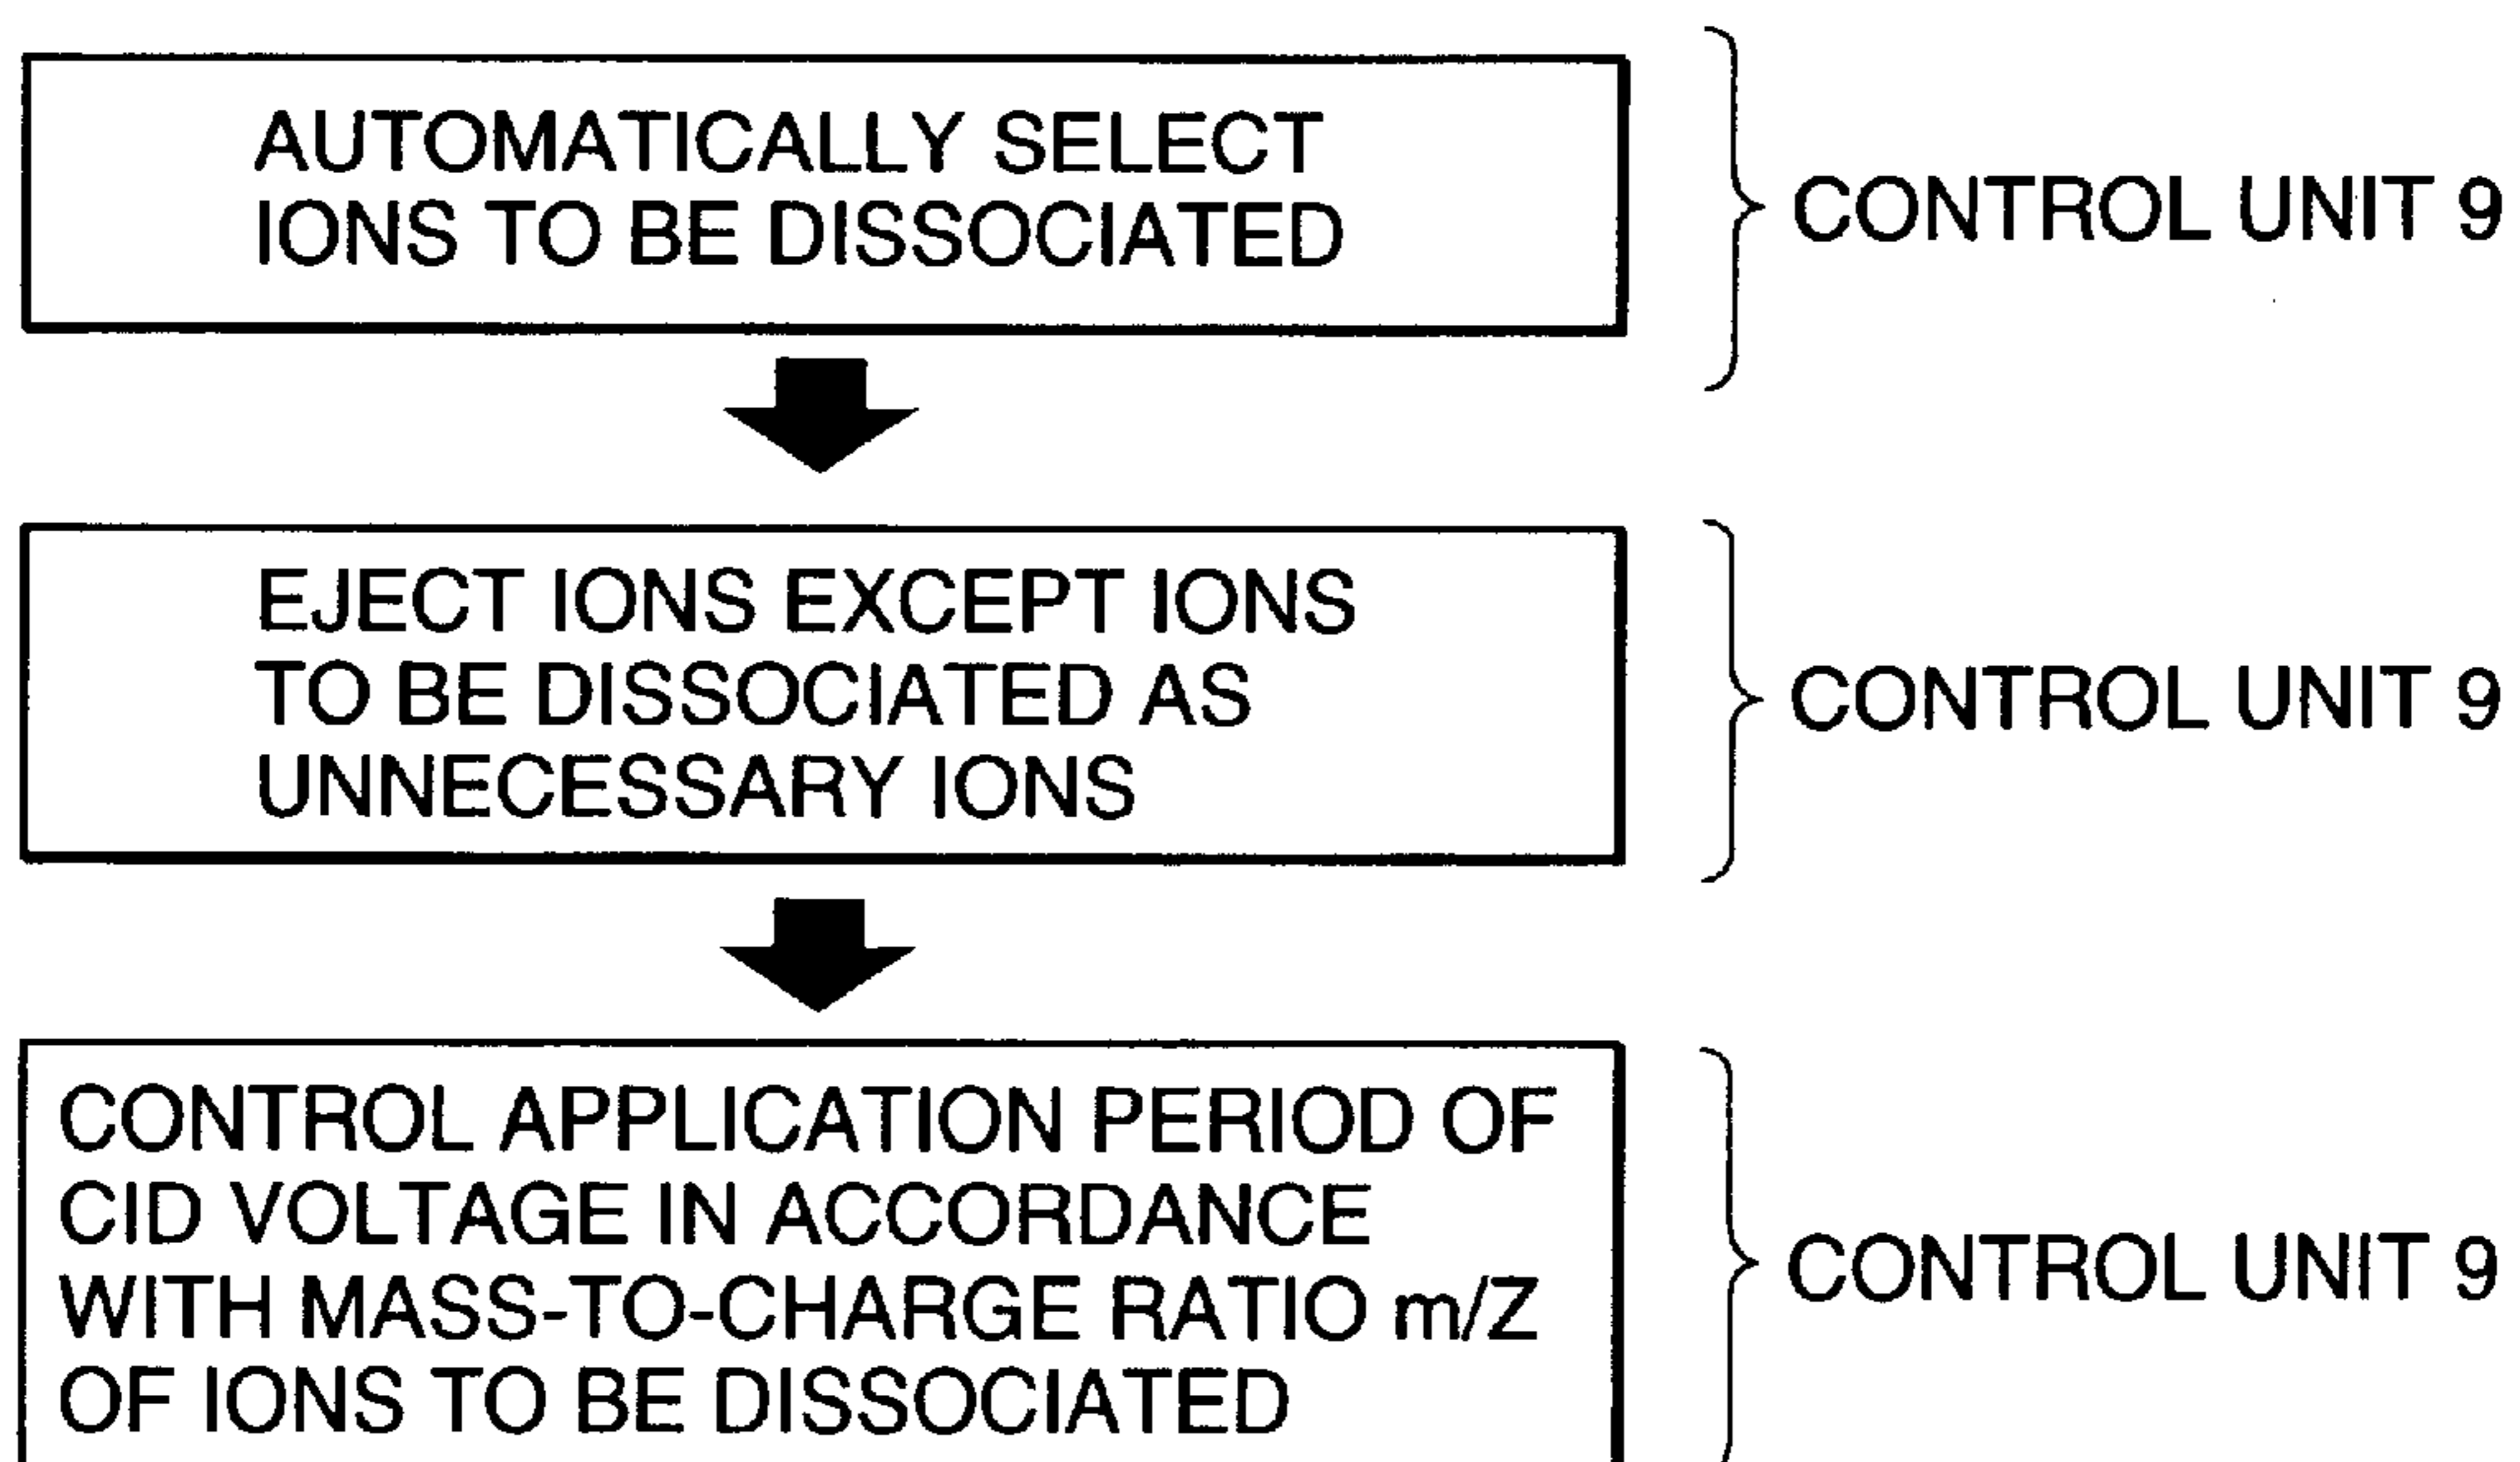 AUTOMATICALLY SELECT
IONS TO BE DISSOCIATED
CONTROL UNIT 9
EJECT IONS EXCEPT IONS
TO BE DISSOCIATED AS
UNNECESSARY IONS
CONTROL UNIT 9
CONTROL APPLICATION PERIOD OF
CID VOLTAGE IN ACCORDANCE
WITH MASS-TO-CHARGE RATIO m/Z
OF IONS TO BE DISSOCIATED
CONTROL UNIT 9